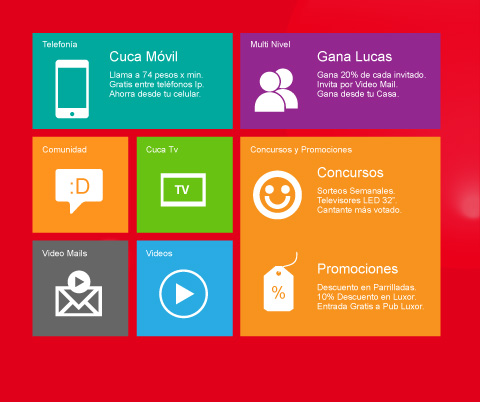 Telefonía
Cuca Móvil
Llama a 74 pesos x min.
Gratis entre teléfonos Ip.
Ahorra desde tu celular.
Multi Nivel
Gana Lucas
Gana 20% de cada invitado.
Invita por Video Mail.
Gana desde tu Casa.
Comunidad
:D
Cuca Tv
TV
Concursos y Promociones
Concursos
Sorteos Semanales.
Televisores LED 32".
Cantante más votado.
Video Mails
Videos
Promociones
%
Descuento en Parrilladas.
10% Descuento en Luxor.
Entrada Gratis a Pub Luxor.